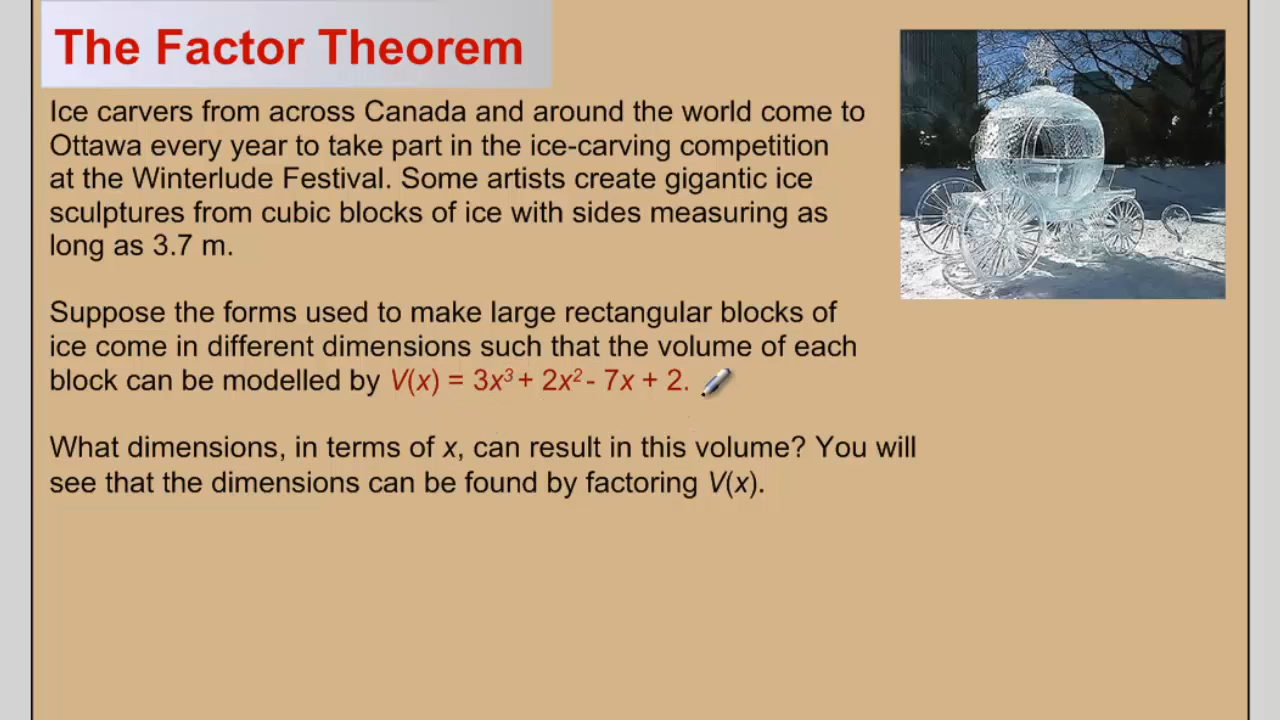 The Factor Theorem
Ice carvers from across Canada and around the world come to
Ottawa every year to take part in the ice-carving competition
at the Winterlude Festival. Some artists create gigantic ice
sculptures from cubic blocks of ice with sides measuring as
long as 3.7 m.
Suppose the forms used to make large rectangular blocks of
ice come in different dimensions such that the volume of each
block can be modelled by V(x) = 3x³ + 2x² - 7x + 2.
What dimensions, in terms of x, can result in this volume? You will
see that the dimensions can be found by factoring V(x).